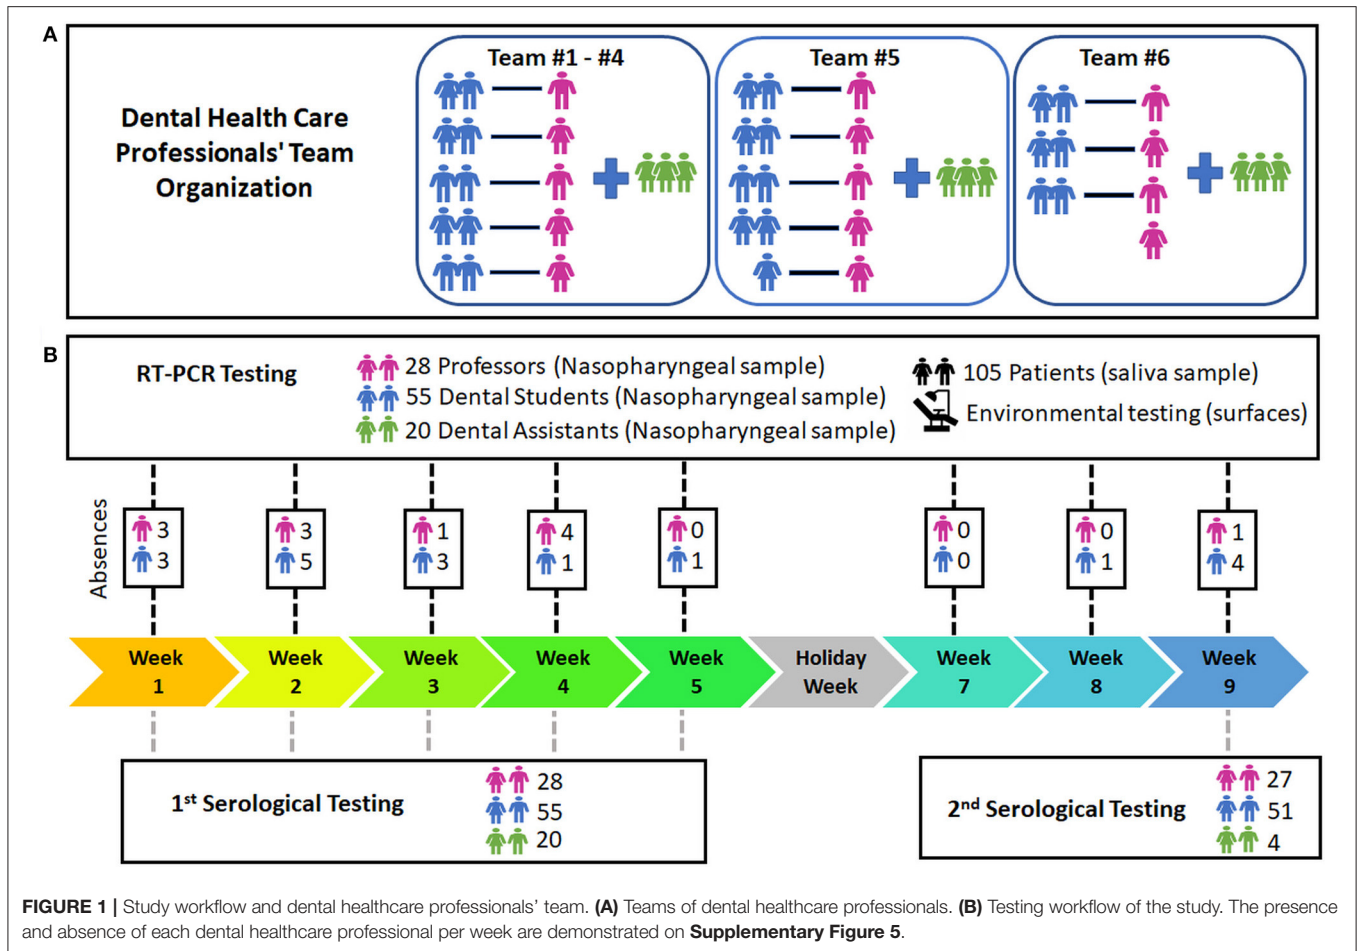 A
Team #1 - #4
Team #5
Team #6
Dental Health Care
Professionals' Team
Organization
B
RT-PCR Testing
28 Professors (Nasopharyngeal sample)
55 Dental Students (Nasopharyngeal sample)
20 Dental Assistants (Nasopharyngeal sample)
105 Patients (saliva sample)
Environmental testing (surfaces)
Absences
3
3
3
5
1
3
4
1
0
1
0
0
0
1
1
4
Week
1
Week
2
Week
3
Week
4
Week
5
Holiday
Week
Week
7
Week
8
Week
9
1st Serological Testing
28
55
20
2nd Serological Testing
27
51
4
FIGURE 1 | Study workflow and dental healthcare professionals' team. (A) Teams of dental healthcare professionals. (B) Testing workflow of the study. The presence
and absence of each dental healthcare professional per week are demonstrated on Supplementary Figure 5.